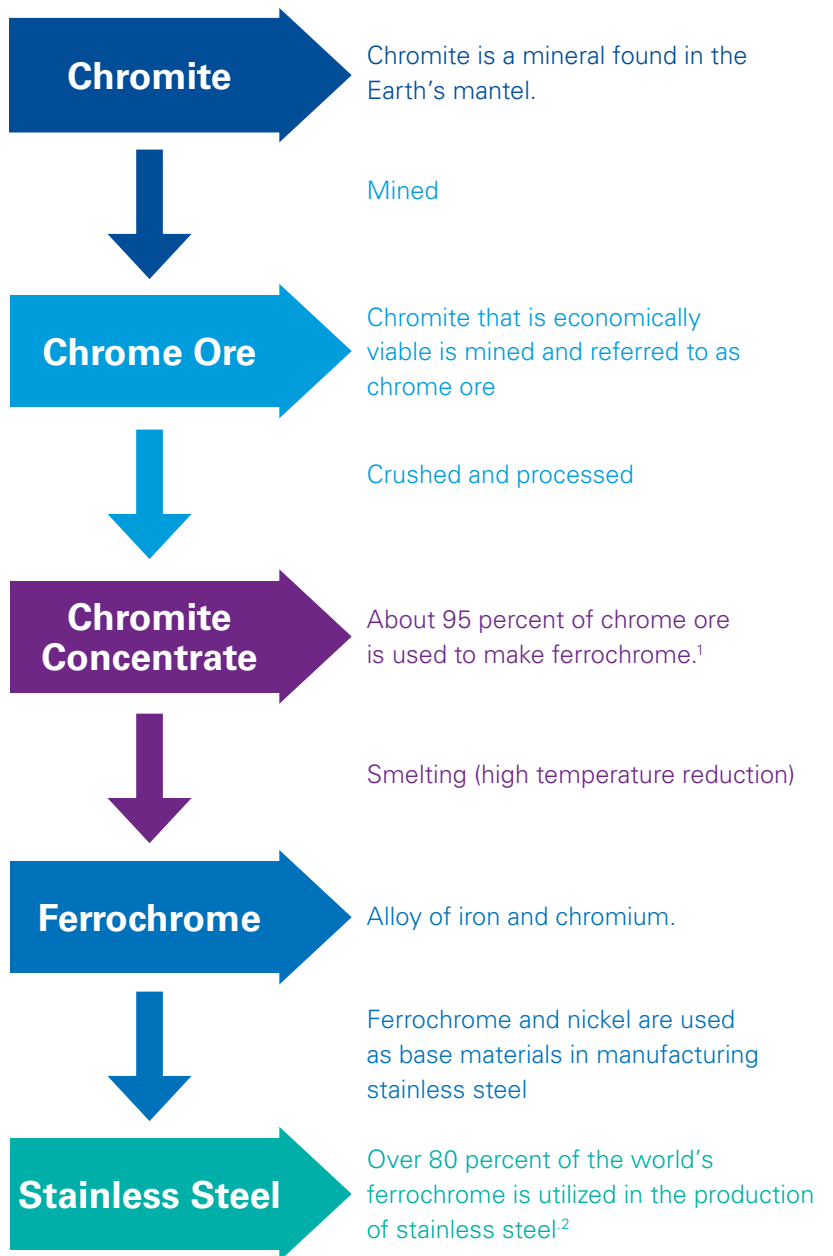 Chromite
Chromite is a mineral found in the
Earth’s mantel.
Mined
Chrome Ore
Chromite that is economically
viable is mined and referred to as
chrome ore
Crushed and processed
Chromite
Concentrate
About 95 percent of chrome ore
is used to make ferrochrome.¹
Smelting (high temperature reduction)
Ferrochrome
Alloy of iron and chromium.
Ferrochrome and nickel are used
as base materials in manufacturing
stainless steel
Stainless Steel
Over 80 percent of the world’s
ferrochrome is utilized in the production
of stainless steel.²